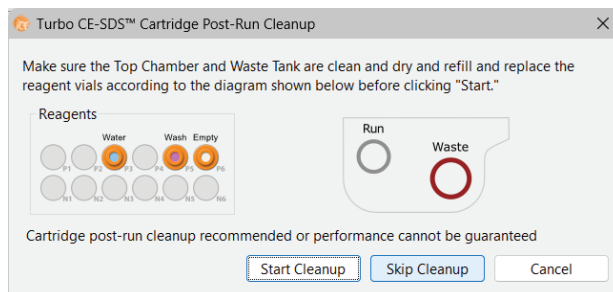 Turbo CE-SDS™ Cartridge Post-Run Cleanup
Make sure the Top Chamber and Waste Tank are clean and dry and refill and replace the
reagent vials according to the diagram shown below before clicking "Start."
Reagents
Water Wash Empty
P1 P2 P3 P4 P5 P6
N1 N2 N3 N4 N5 N6
Run
Waste
Cartridge post-run cleanup recommended or performance cannot be guaranteed
Start Cleanup Skip Cleanup Cancel